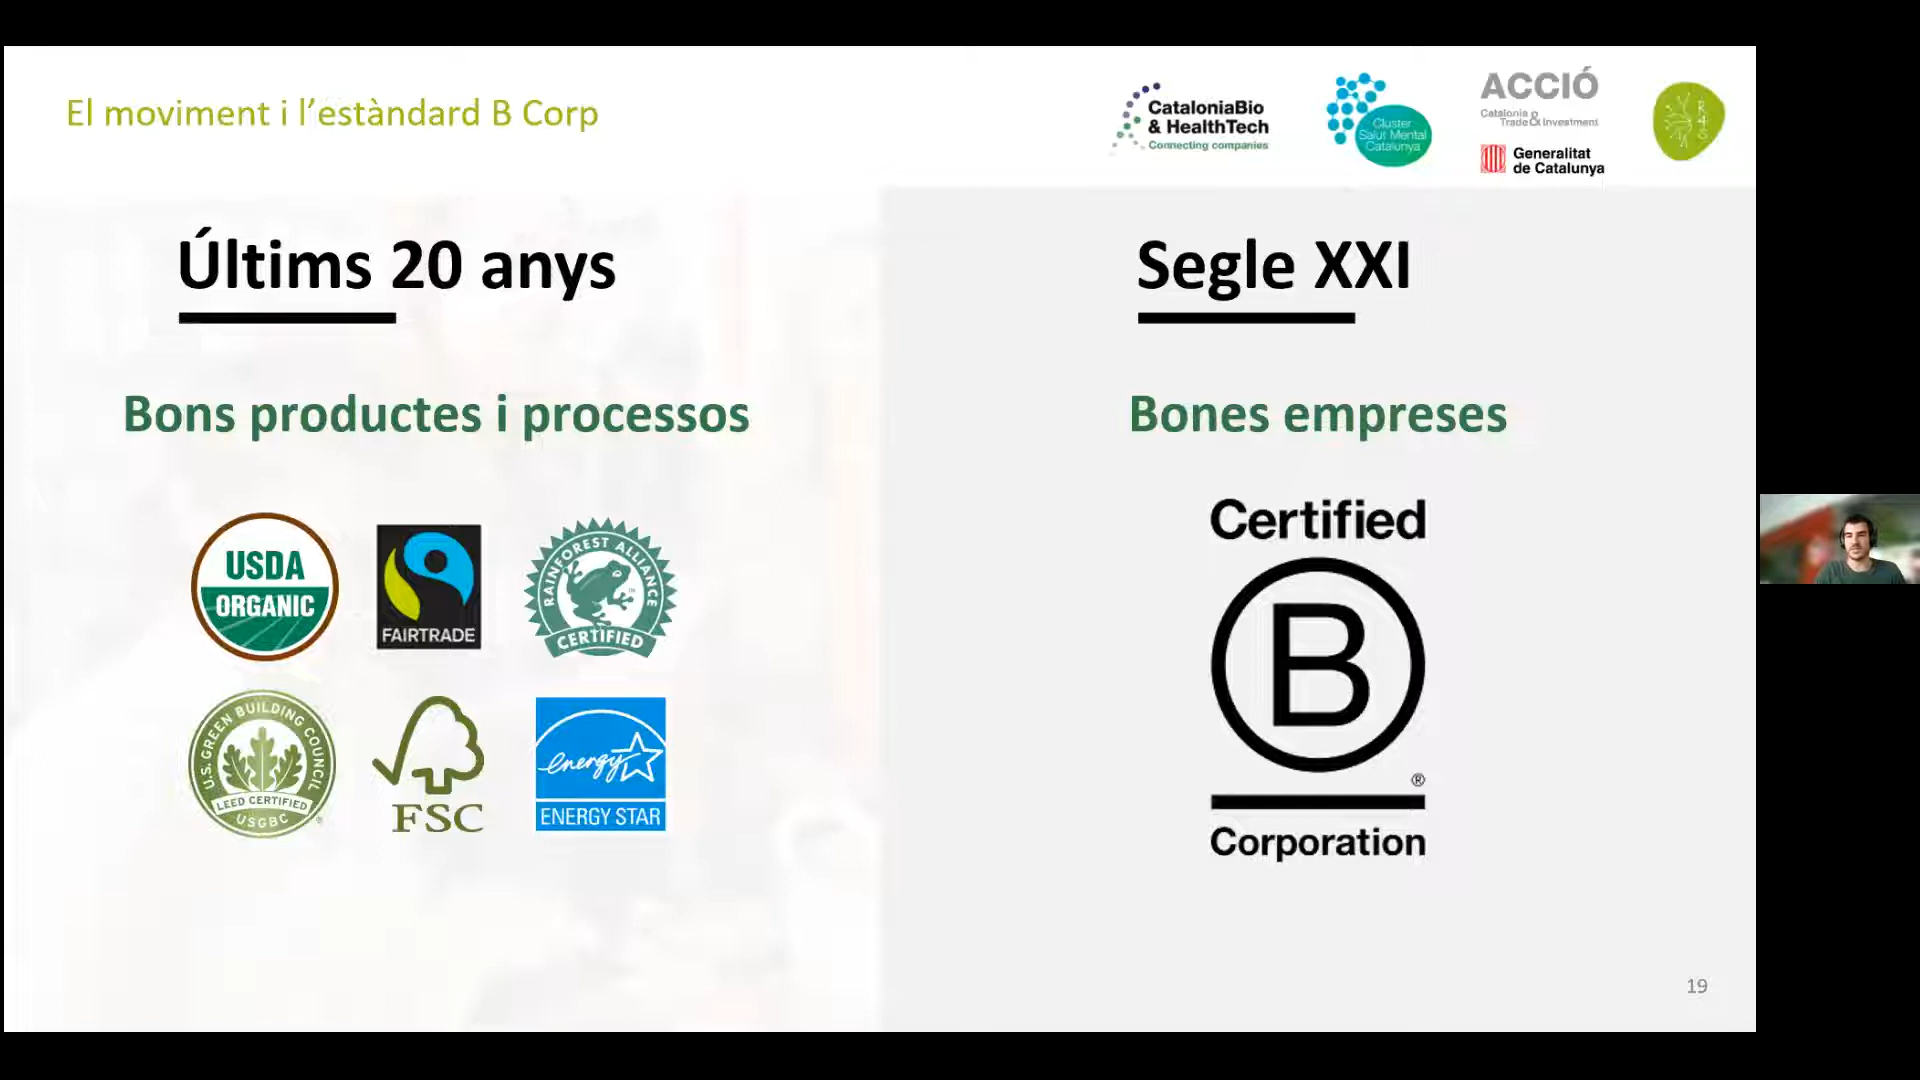 El moviment i l'estàndard B Corp
CataloniaBio
& HealthTech
Connecting companies
Cluster
Salut Mental
Catalunya
ACCIÓ
Catalonia
Trade & Investment
Generalitat
de Catalunya
Últims 20 anys
Segle XXI
Bons productes i processos
Bones empreses
USDA
ORGANIC
FAIRTRADE
RAINFOREST ALLIANCE
CERTIFIED
U.S. GREEN BUILDING COUNCIL
LEED CERTIFIED
USGBC
FSC
energy
ENERGY STAR
Certified
B
®
Corporation
19